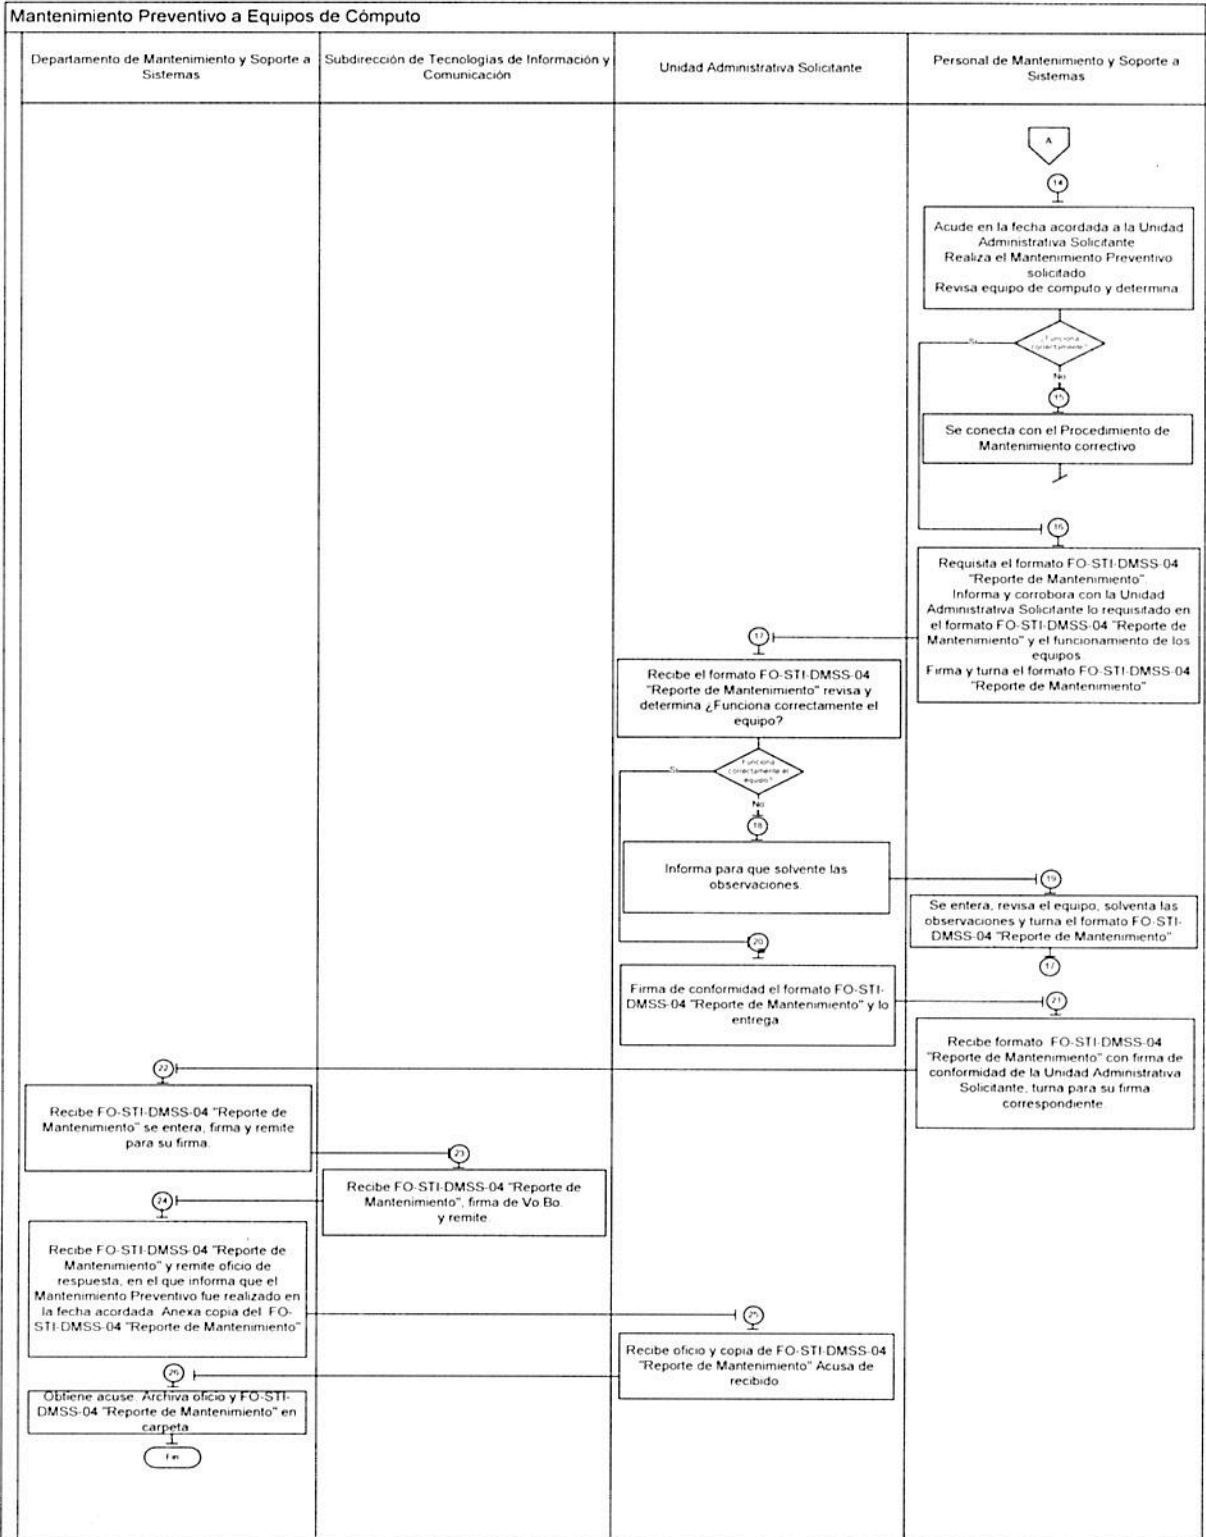 Mantenimiento Preventivo a Equipos de Cómputo
Departamento de Mantenimiento y Soporte a
Sistemas
Subdirección de Tecnologías de Información y
Comunicación
Unidad Administrativa Solicitante
Personal de Mantenimiento y Soporte a
Sistemas
A
14
Acude en la fecha acordada a la Unidad
Administrativa Solicitante
Realiza el Mantenimiento Preventivo
solicitado
Revisa equipo de computo y determina
¿Funciona
correctamente?
Si
No
15
Se conecta con el Procedimiento de
Mantenimiento correctivo
16
Requisita el formato FO-STI-DMSS-04
"Reporte de Mantenimiento"
Informa y corrobora con la Unidad
Administrativa Solicitante lo requisitado en
el formato FO-STI-DMSS-04 "Reporte de
Mantenimiento" y el funcionamiento de los
equipos
Firma y turna el formato FO-STI-DMSS-04
"Reporte de Mantenimiento"
17
Recibe el formato FO-STI-DMSS-04
"Reporte de Mantenimiento" revisa y
determina ¿Funciona correctamente el
equipo?
Funciona
correctamente el
equipo?
Si
No
18
Informa para que solvente las
observaciones.
19
Se entera, revisa el equipo, solventa las
observaciones y turna el formato FO-STI-
DMSS-04 "Reporte de Mantenimiento"
17
20
Firma de conformidad el formato FO-STI-
DMSS-04 "Reporte de Mantenimiento" y lo
entrega
21
Recibe formato FO-STI-DMSS-04
"Reporte de Mantenimiento" con firma de
conformidad de la Unidad Administrativa
Solicitante, turna para su firma
correspondiente.
22
Recibe FO-STI-DMSS-04 "Reporte de
Mantenimiento" se entera, firma y remite
para su firma.
23
Recibe FO-STI-DMSS-04 "Reporte de
Mantenimiento", firma de Vo Bo.
y remite.
24
Recibe FO-STI-DMSS-04 "Reporte de
Mantenimiento" y remite oficio de
respuesta, en el que informa que el
Mantenimiento Preventivo fue realizado en
la fecha acordada. Anexa copia del FO-
STI-DMSS-04 "Reporte de Mantenimiento"
25
Recibe oficio y copia de FO-STI-DMSS-04
"Reporte de Mantenimiento" Acusa de
recibido
26
Obtiene acuse. Archiva oficio y FO-STI-
DMSS-04 "Reporte de Mantenimiento" en
carpeta
Fin